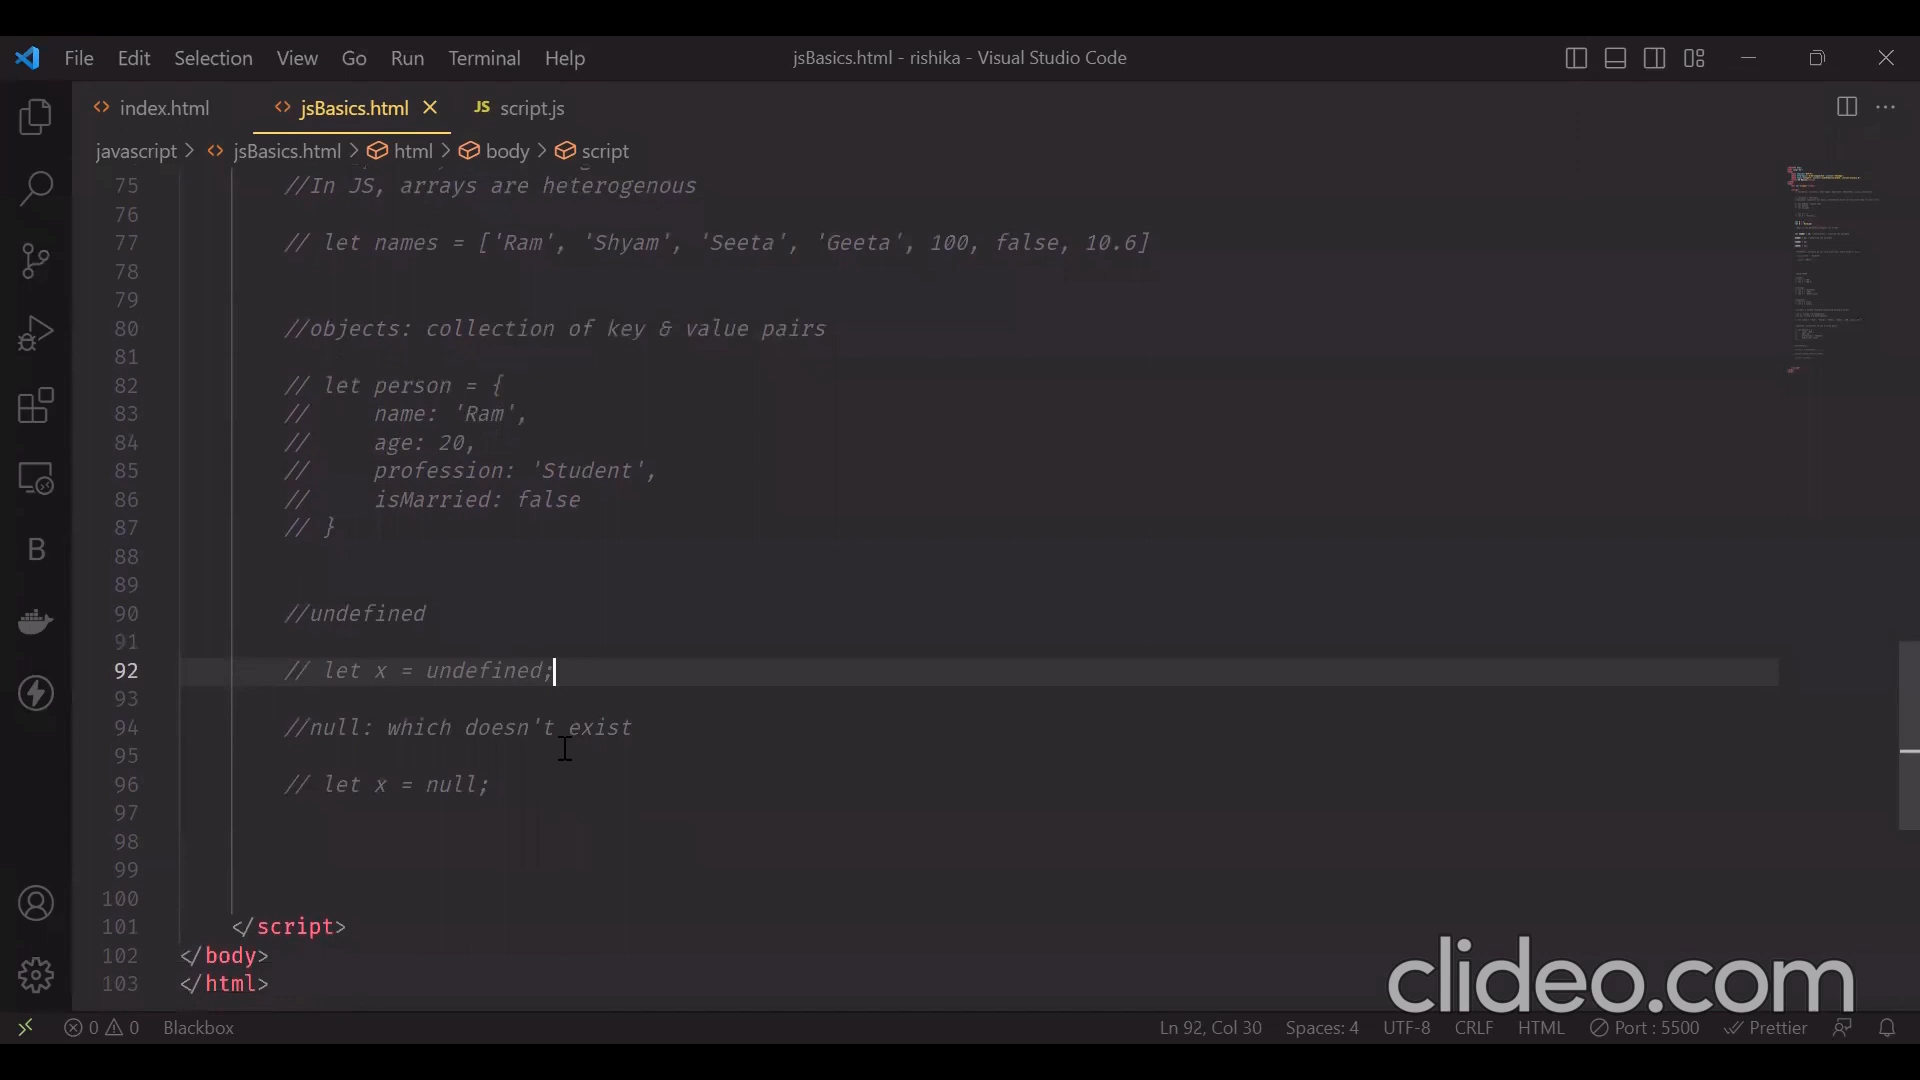 File Edit Selection View Go Run Terminal Help jsBasics.html - rishika - Visual Studio Code
index.html jsBasics.html JS script.js
javascript > jsBasics.html > html > body > script
75 //In JS, arrays are heterogenous
76
77 // let names = ['Ram', 'Shyam', 'Seeta', 'Geeta', 100, false, 10.6]
78
79
80 //objects: collection of key & value pairs
81
82 // let person = {
83 //     name: 'Ram',
84 //     age: 20,
85 //     profession: 'Student',
86 //     isMarried: false
87 // }
88
89
90 //undefined
91
92 // let x = undefined;
93
94 //null: which doesn't exist
95
96 // let x = null;
97
98
99
100
101 </script>
102 </body>
103 </html>
B
clideo.com
0 0 Blackbox Ln 92, Col 30 Spaces: 4 UTF-8 CRLF HTML Port : 5500 Prettier